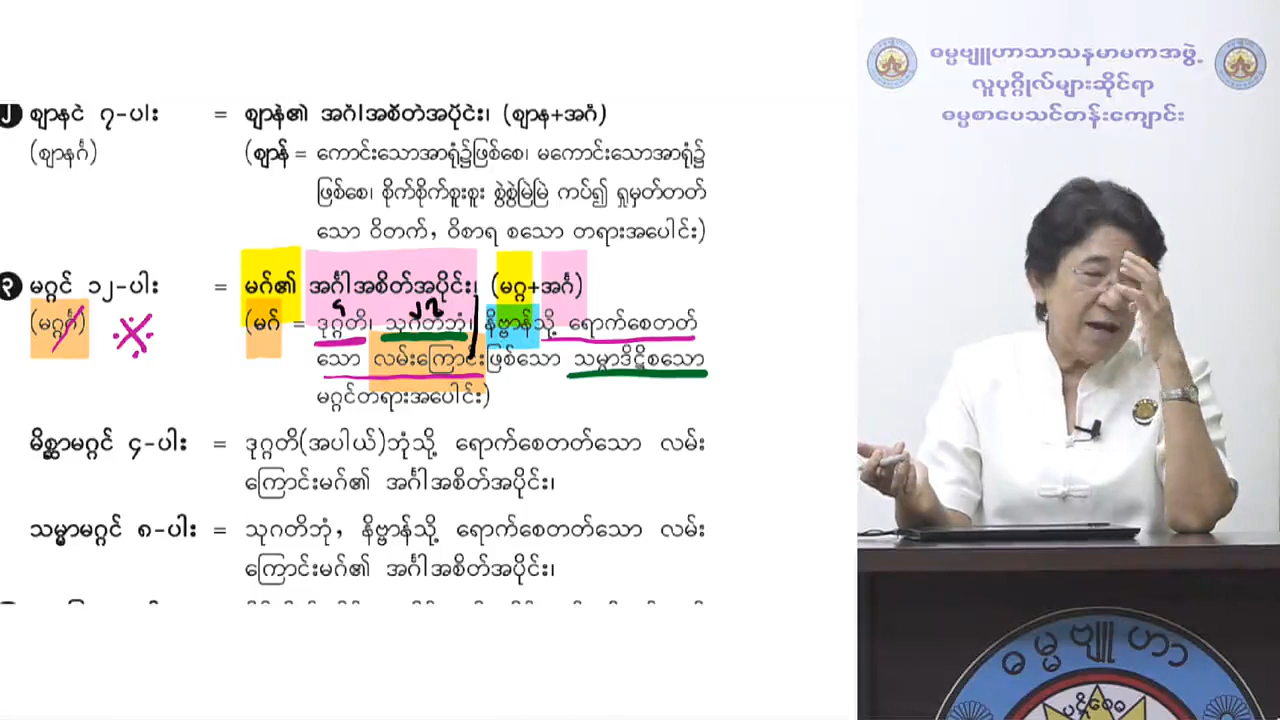 ၂ ဈာနင် ၇-ပါး = ဈာန်၏ အင်္ဂါအစိတ်အပိုင်း၊ (ဈာန+အင်္ဂ)
(ဈာနင်္ဂ) (ဈာန် = ကောင်းသောအာရုံ၌ဖြစ်စေ၊ မကောင်းသောအာရုံ၌
ဖြစ်စေ၊ စိုက်စိုက်စူးစူး စွဲစွဲမြဲမြဲ ကပ်၍ ရှုမှတ်တတ်
သော ဝိတက်, ဝိစာရ စသော တရားအပေါင်း)
၃ မဂ္ဂင် ၁၂-ပါး = မဂ်၏ အင်္ဂါအစိတ်အပိုင်း၊ (မဂ္ဂ+အင်္ဂ)
(မဂ္ဂင်္ဂ) (မဂ် = ဒုဂ္ဂတိ၊ သုဂတိဘုံ၊ နိဗ္ဗာန်သို့ ရောက်စေတတ်
သော လမ်းကြောင်းဖြစ်သော သမ္မာဒိဋ္ဌိစသော
မဂ္ဂင်တရားအပေါင်း)
မိစ္ဆာမဂ္ဂင် ၄-ပါး = ဒုဂ္ဂတိ(အပါယ်)ဘုံသို့ ရောက်စေတတ်သော လမ်း
ကြောင်းမဂ်၏ အင်္ဂါအစိတ်အပိုင်း၊
သမ္မာမဂ္ဂင် ၈-ပါး = သုဂတိဘုံ, နိဗ္ဗာန်သို့ ရောက်စေတတ်သော လမ်း
ကြောင်းမဂ်၏ အင်္ဂါအစိတ်အပိုင်း၊
ဓမ္မဗျူဟာသာသနမာမကအဖွဲ့
လူပုဂ္ဂိုလ်များဆိုင်ရာ
ဓမ္မစာပေသင်တန်းကျောင်း
ဓမ္မဗျူဟာ